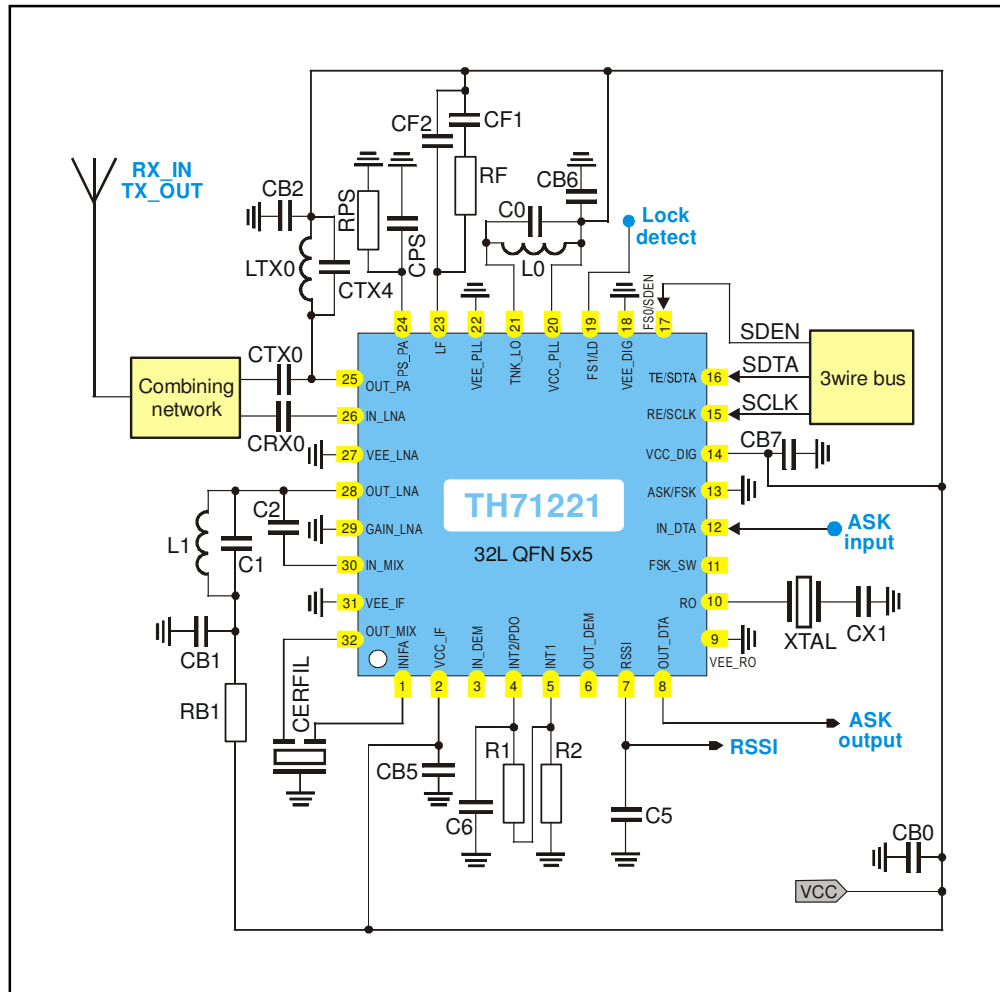 CF2
CF1
RX_IN
TX_OUT
CB2
RPS
CPS
RF
CB6
C0
L0
Lock
detect
LTX0
CTX4
24
23
22
21
20
19
18
17
PS_PA
LF
VEE_PLL
TNK_LO
VCC_PLL
FS1/LD
VEE_DIG
FS0/SDEN
SDEN
SDTA
SCLK
3wire bus
Combining
network
CTX0
CRX0
25
OUT_PA
26
IN_LNA
27
VEE_LNA
28
OUT_LNA
29
GAIN_LNA
30
IN_MIX
31
VEE_IF
32
OUT_MIX
TE/SDTA
16
RE/SCLK
15
VCC_DIG
14
ASK/FSK
13
IN_DTA
12
FSK_SW
11
RO
10
9
VEE_RO
CB7
TH71221
32L QFN 5x5
ASK
input
C2
L1
C1
CB1
RB1
CERFIL
XTAL
CX1
INIFA
VCC_IF
IN_DEM
INT2/PDO
INT1
OUT_DEM
RSSI
OUT_DTA
1
2
3
4
5
6
7
8
CB5
C6
R1
R2
C5
RSSI
ASK
output
CB0
VCC